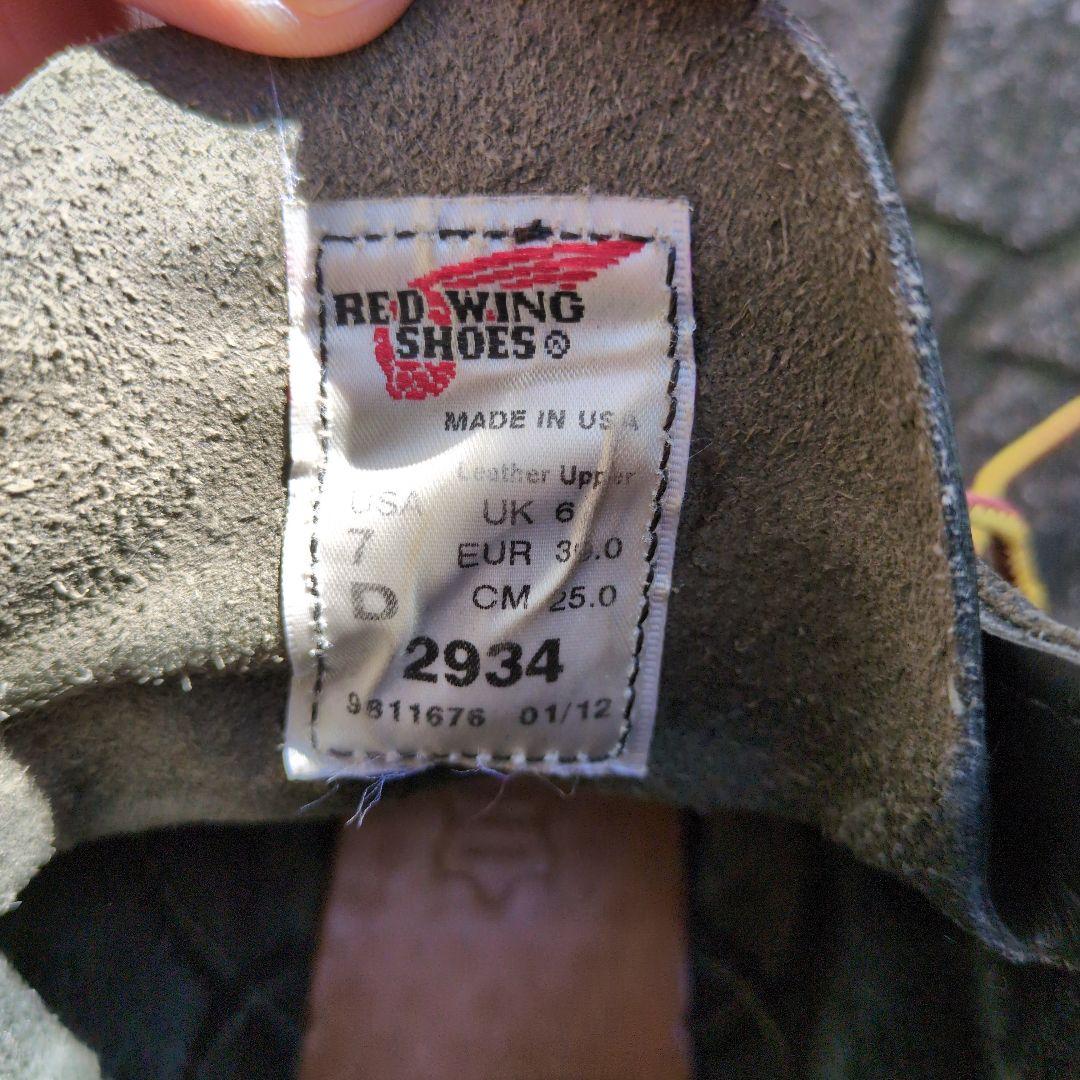 RED WING
SHOES ®
MADE IN USA
Leather Upper
USA UK 6
7 EUR
D CM 25.0
2934
9811676 01/12